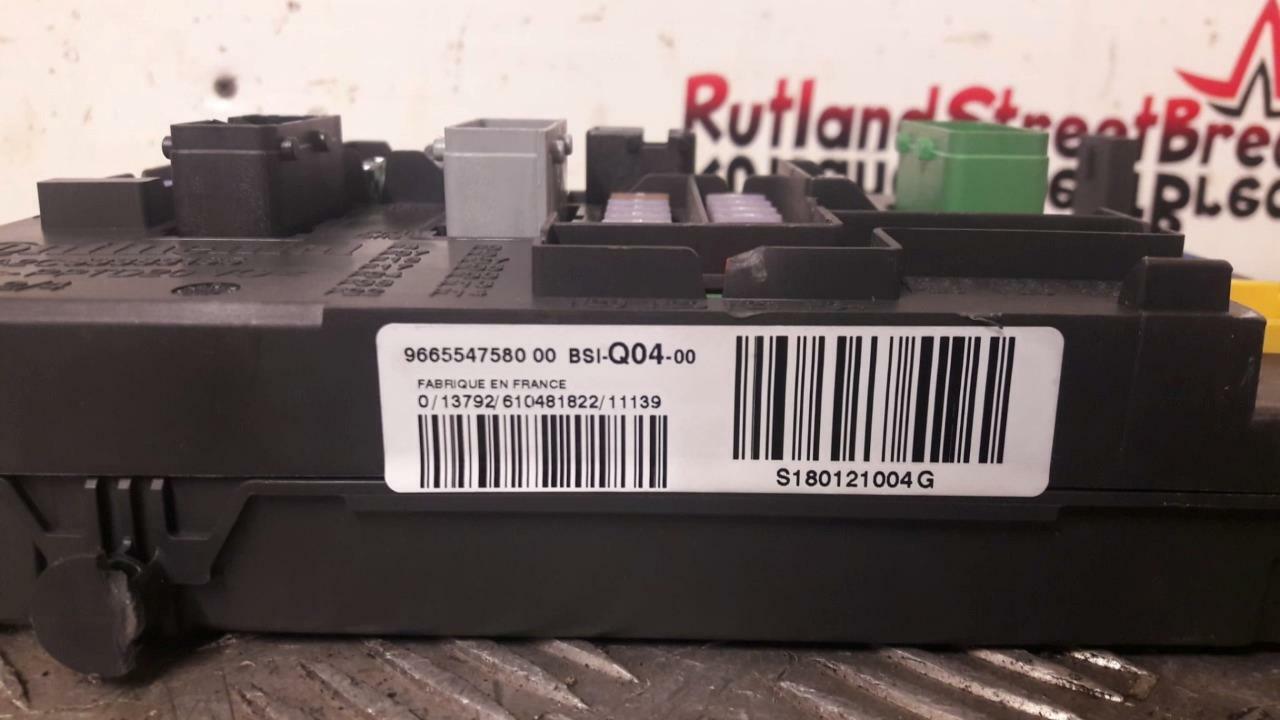 RutlandStreetBre
9665547580 00 BSI-Q04-00
FABRIQUE EN FRANCE
0/13792/610481822/11139
S180121004G